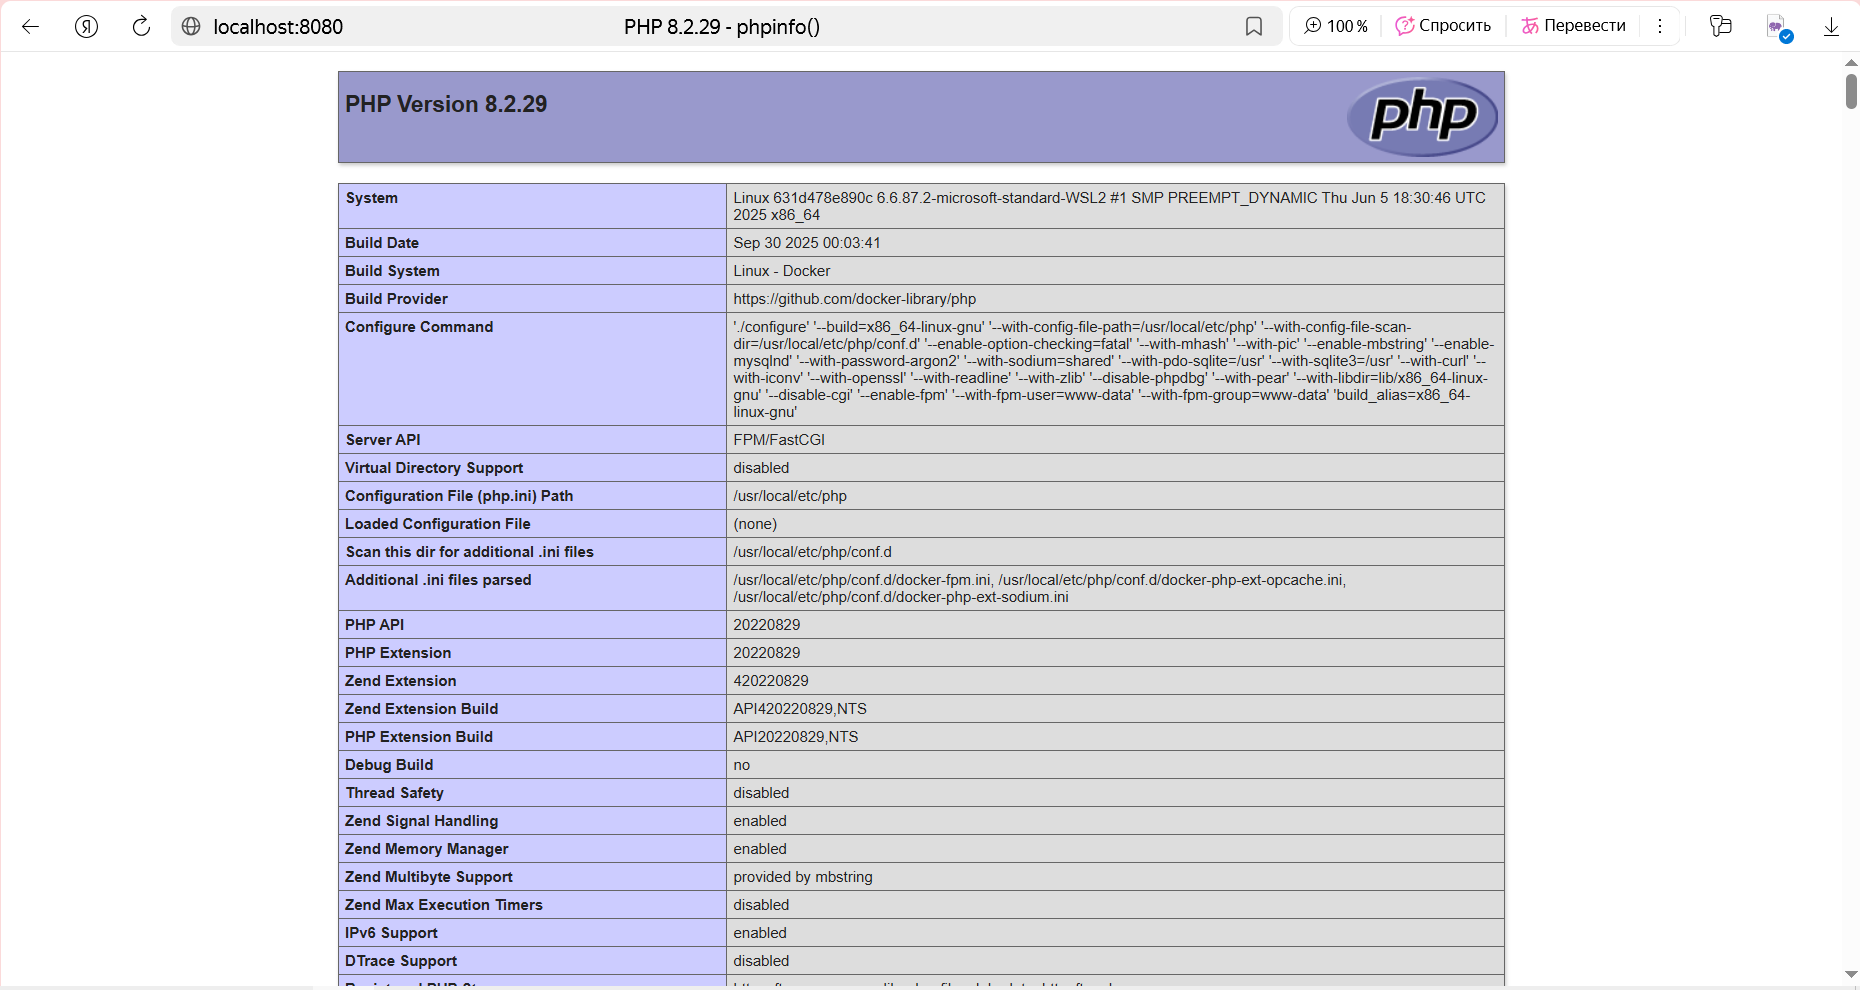 localhost:8080
PHP 8.2.29 - phpinfo()
100 %
Спросить
Перевести
PHP Version 8.2.29
php
System
Linux 631d478e890c 6.6.87.2-microsoft-standard-WSL2 #1 SMP PREEMPT_DYNAMIC Thu Jun 5 18:30:46 UTC
2025 x86_64
Build Date
Sep 30 2025 00:03:41
Build System
Linux - Docker
Build Provider
https://github.com/docker-library/php
Configure Command
'./configure' '--build=x86_64-linux-gnu' '--with-config-file-path=/usr/local/etc/php' '--with-config-file-scan-
dir=/usr/local/etc/php/conf.d' '--enable-option-checking=fatal' '--with-mhash' '--with-pic' '--enable-mbstring' '--enable-
mysqlnd' '--with-password-argon2' '--with-sodium=shared' '--with-pdo-sqlite=/usr' '--with-sqlite3=/usr' '--with-curl' '--
with-iconv' '--with-openssl' '--with-readline' '--with-zlib' '--disable-phpdbg' '--with-pear' '--with-libdir=lib/x86_64-linux-
gnu' '--disable-cgi' '--enable-fpm' '--with-fpm-user=www-data' '--with-fpm-group=www-data' 'build_alias=x86_64-
linux-gnu'
Server API
FPM/FastCGI
Virtual Directory Support
disabled
Configuration File (php.ini) Path
/usr/local/etc/php
Loaded Configuration File
(none)
Scan this dir for additional .ini files
/usr/local/etc/php/conf.d
Additional .ini files parsed
/usr/local/etc/php/conf.d/docker-fpm.ini, /usr/local/etc/php/conf.d/docker-php-ext-opcache.ini,
/usr/local/etc/php/conf.d/docker-php-ext-sodium.ini
PHP API
20220829
PHP Extension
20220829
Zend Extension
420220829
Zend Extension Build
API420220829,NTS
PHP Extension Build
API20220829,NTS
Debug Build
no
Thread Safety
disabled
Zend Signal Handling
enabled
Zend Memory Manager
enabled
Zend Multibyte Support
provided by mbstring
Zend Max Execution Timers
disabled
IPv6 Support
enabled
DTrace Support
disabled